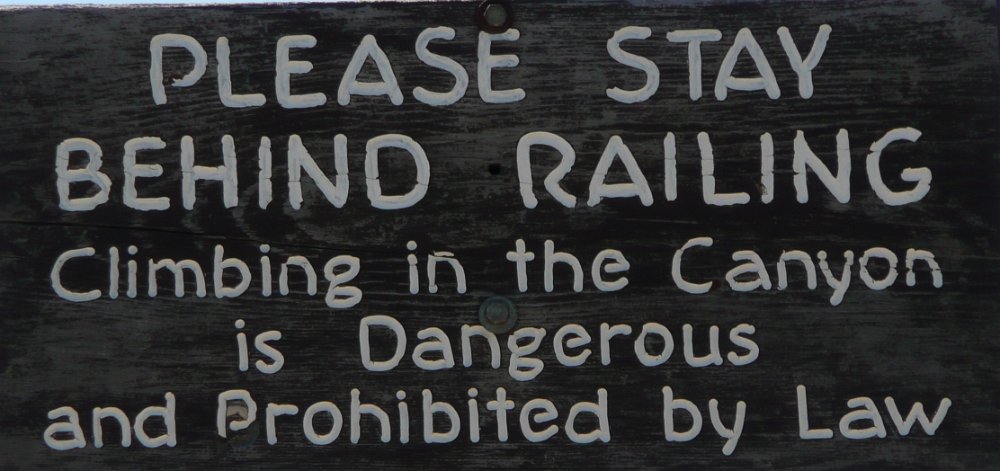 PLEASE STAY
BEHIND RAILING
Climbing in the Canyon
is Dangerous
and Prohibited by Law